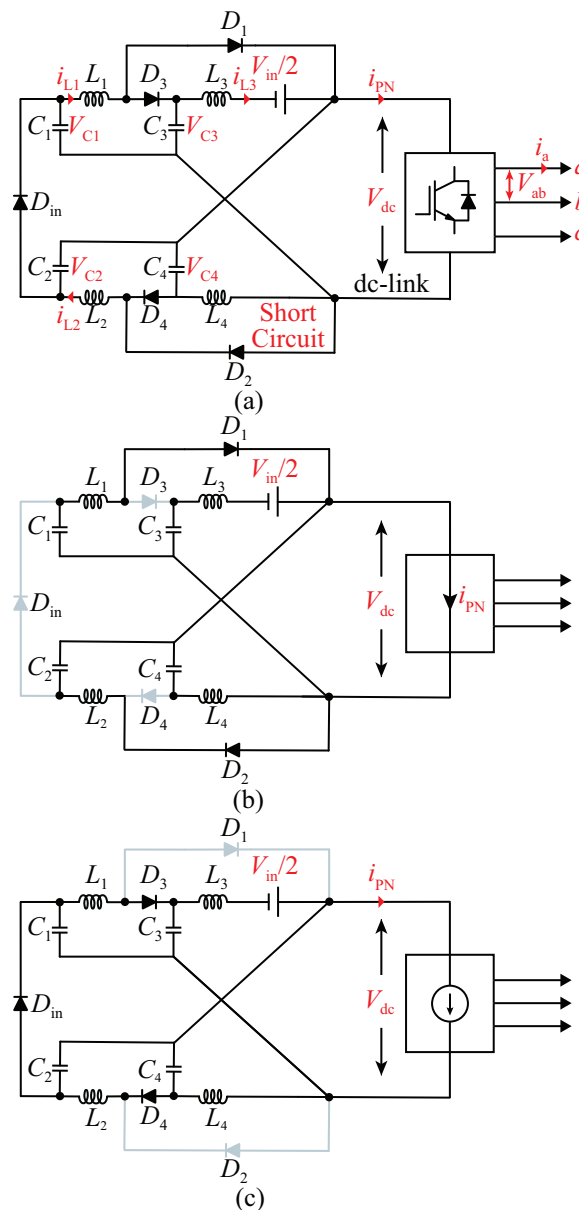 D1
Vin/2
iL1
L1
D3
L3
iL3
iPN
C1
VC1
C3
VC3
ia
a
Vab
Din
Vdc
b
c
C2
VC2
C4
VC4
dc-link
iL2
L2
D4
L4
Short
Circuit
D2
(a)
D1
L1
D3
L3
Vin/2
C1
C3
Din
Vdc
iPN
C2
C4
L2
D4
L4
D2
(b)
D1
L1
D3
L3
Vin/2
iPN
C1
C3
Din
Vdc
C2
C4
L2
D4
L4
D2
(c)